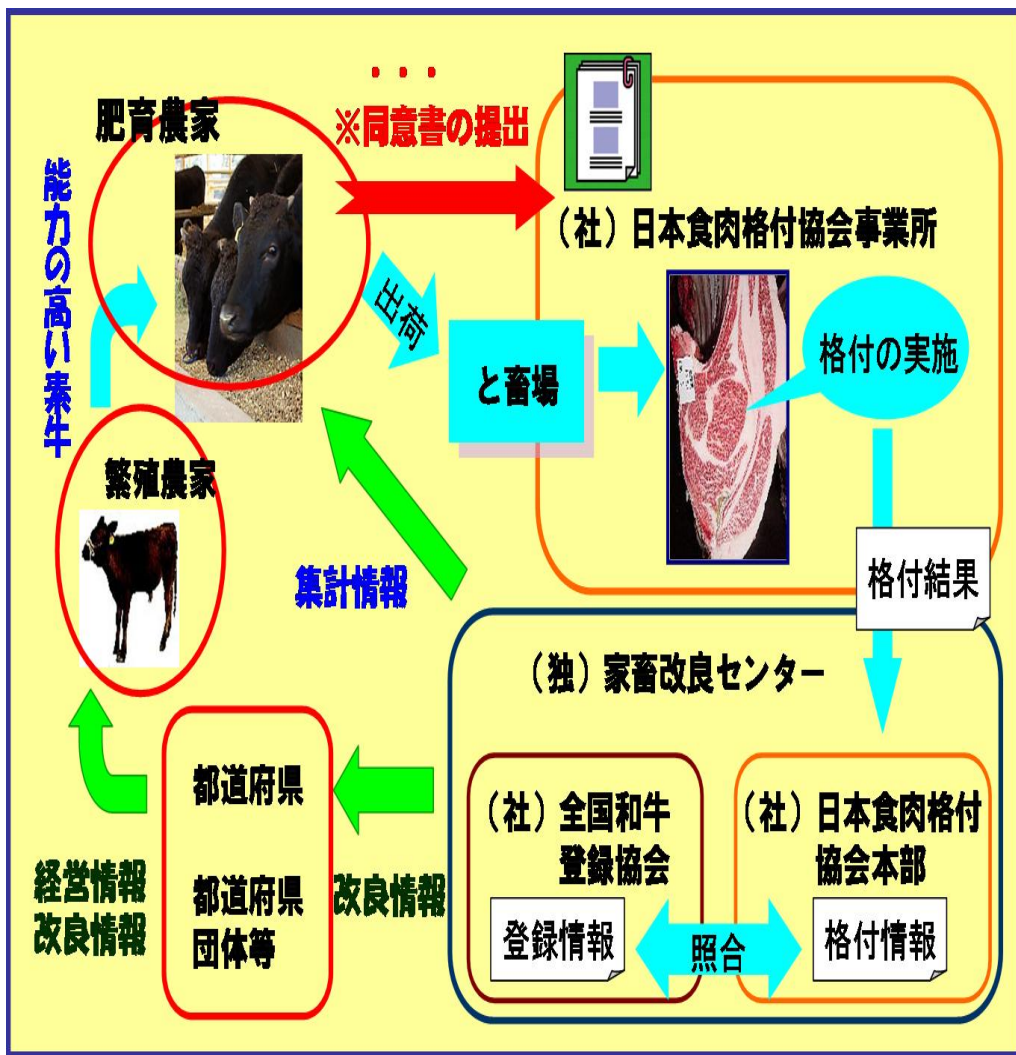 ・・・
※同意書の提出
肥育農家
能力の高い素牛
(社)日本食肉格付協会事業所
出荷
と畜場
格付の実施
繁殖農家
集計情報
格付結果
(独)家畜改良センター
都道府県
都道府県
団体等
改良情報
経営情報
改良情報
(社)全国和牛
登録協会
登録情報
照合
(社)日本食肉格付
協会本部
格付情報